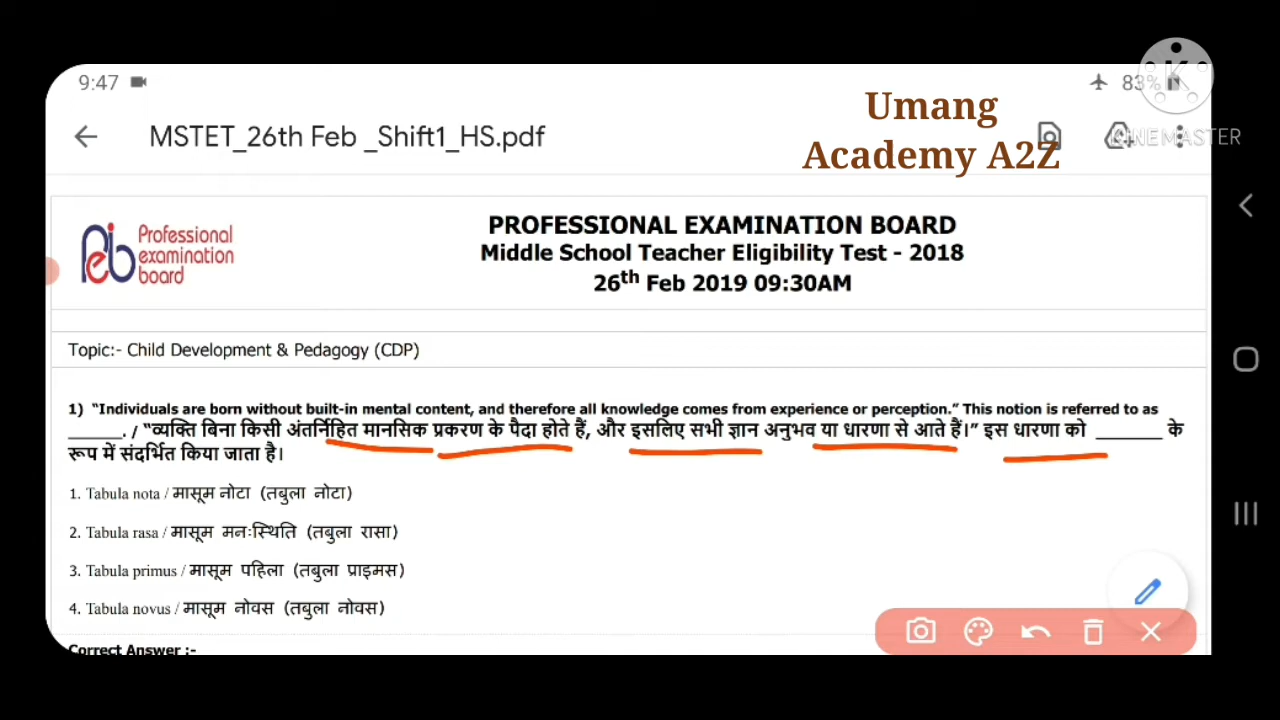 9:47
83%
Umang
Academy A2Z
KINEMASTER
MSTET_26th Feb _Shift1_HS.pdf
Professional
examination
board
PROFESSIONAL EXAMINATION BOARD
Middle School Teacher Eligibility Test - 2018
26th Feb 2019 09:30AM
Topic:- Child Development & Pedagogy (CDP)
1) "Individuals are born without built-in mental content, and therefore all knowledge comes from experience or perception." This notion is referred to as
______. / "व्यक्ति बिना किसी अंतर्निहित मानसिक प्रकरण के पैदा होते हैं, और इसलिए सभी ज्ञान अनुभव या धारणा से आते हैं।" इस धारणा को _______ के
रूप में संदर्भित किया जाता है।
1. Tabula nota / मासूम नोटा (तबुला नोटा)
2. Tabula rasa / मासूम मनःस्थिति (तबुला रासा)
3. Tabula primus / मासूम पहिला (तबुला प्राइमस)
4. Tabula novus / मासूम नोवस (तबुला नोवस)
Correct Answer :-